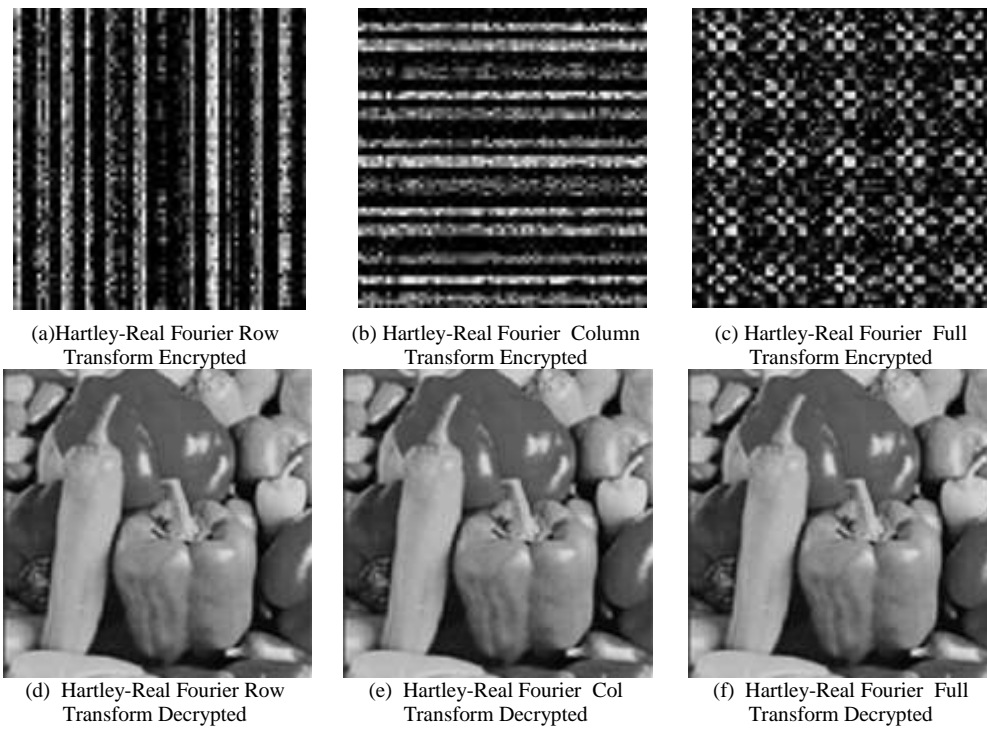 (a)Hartley-Real Fourier Row
Transform Encrypted
(b) Hartley-Real Fourier Column
Transform Encrypted
(c) Hartley-Real Fourier Full
Transform Encrypted
(d) Hartley-Real Fourier Row
Transform Decrypted
(e) Hartley-Real Fourier Col
Transform Decrypted
(f) Hartley-Real Fourier Full
Transform Decrypted